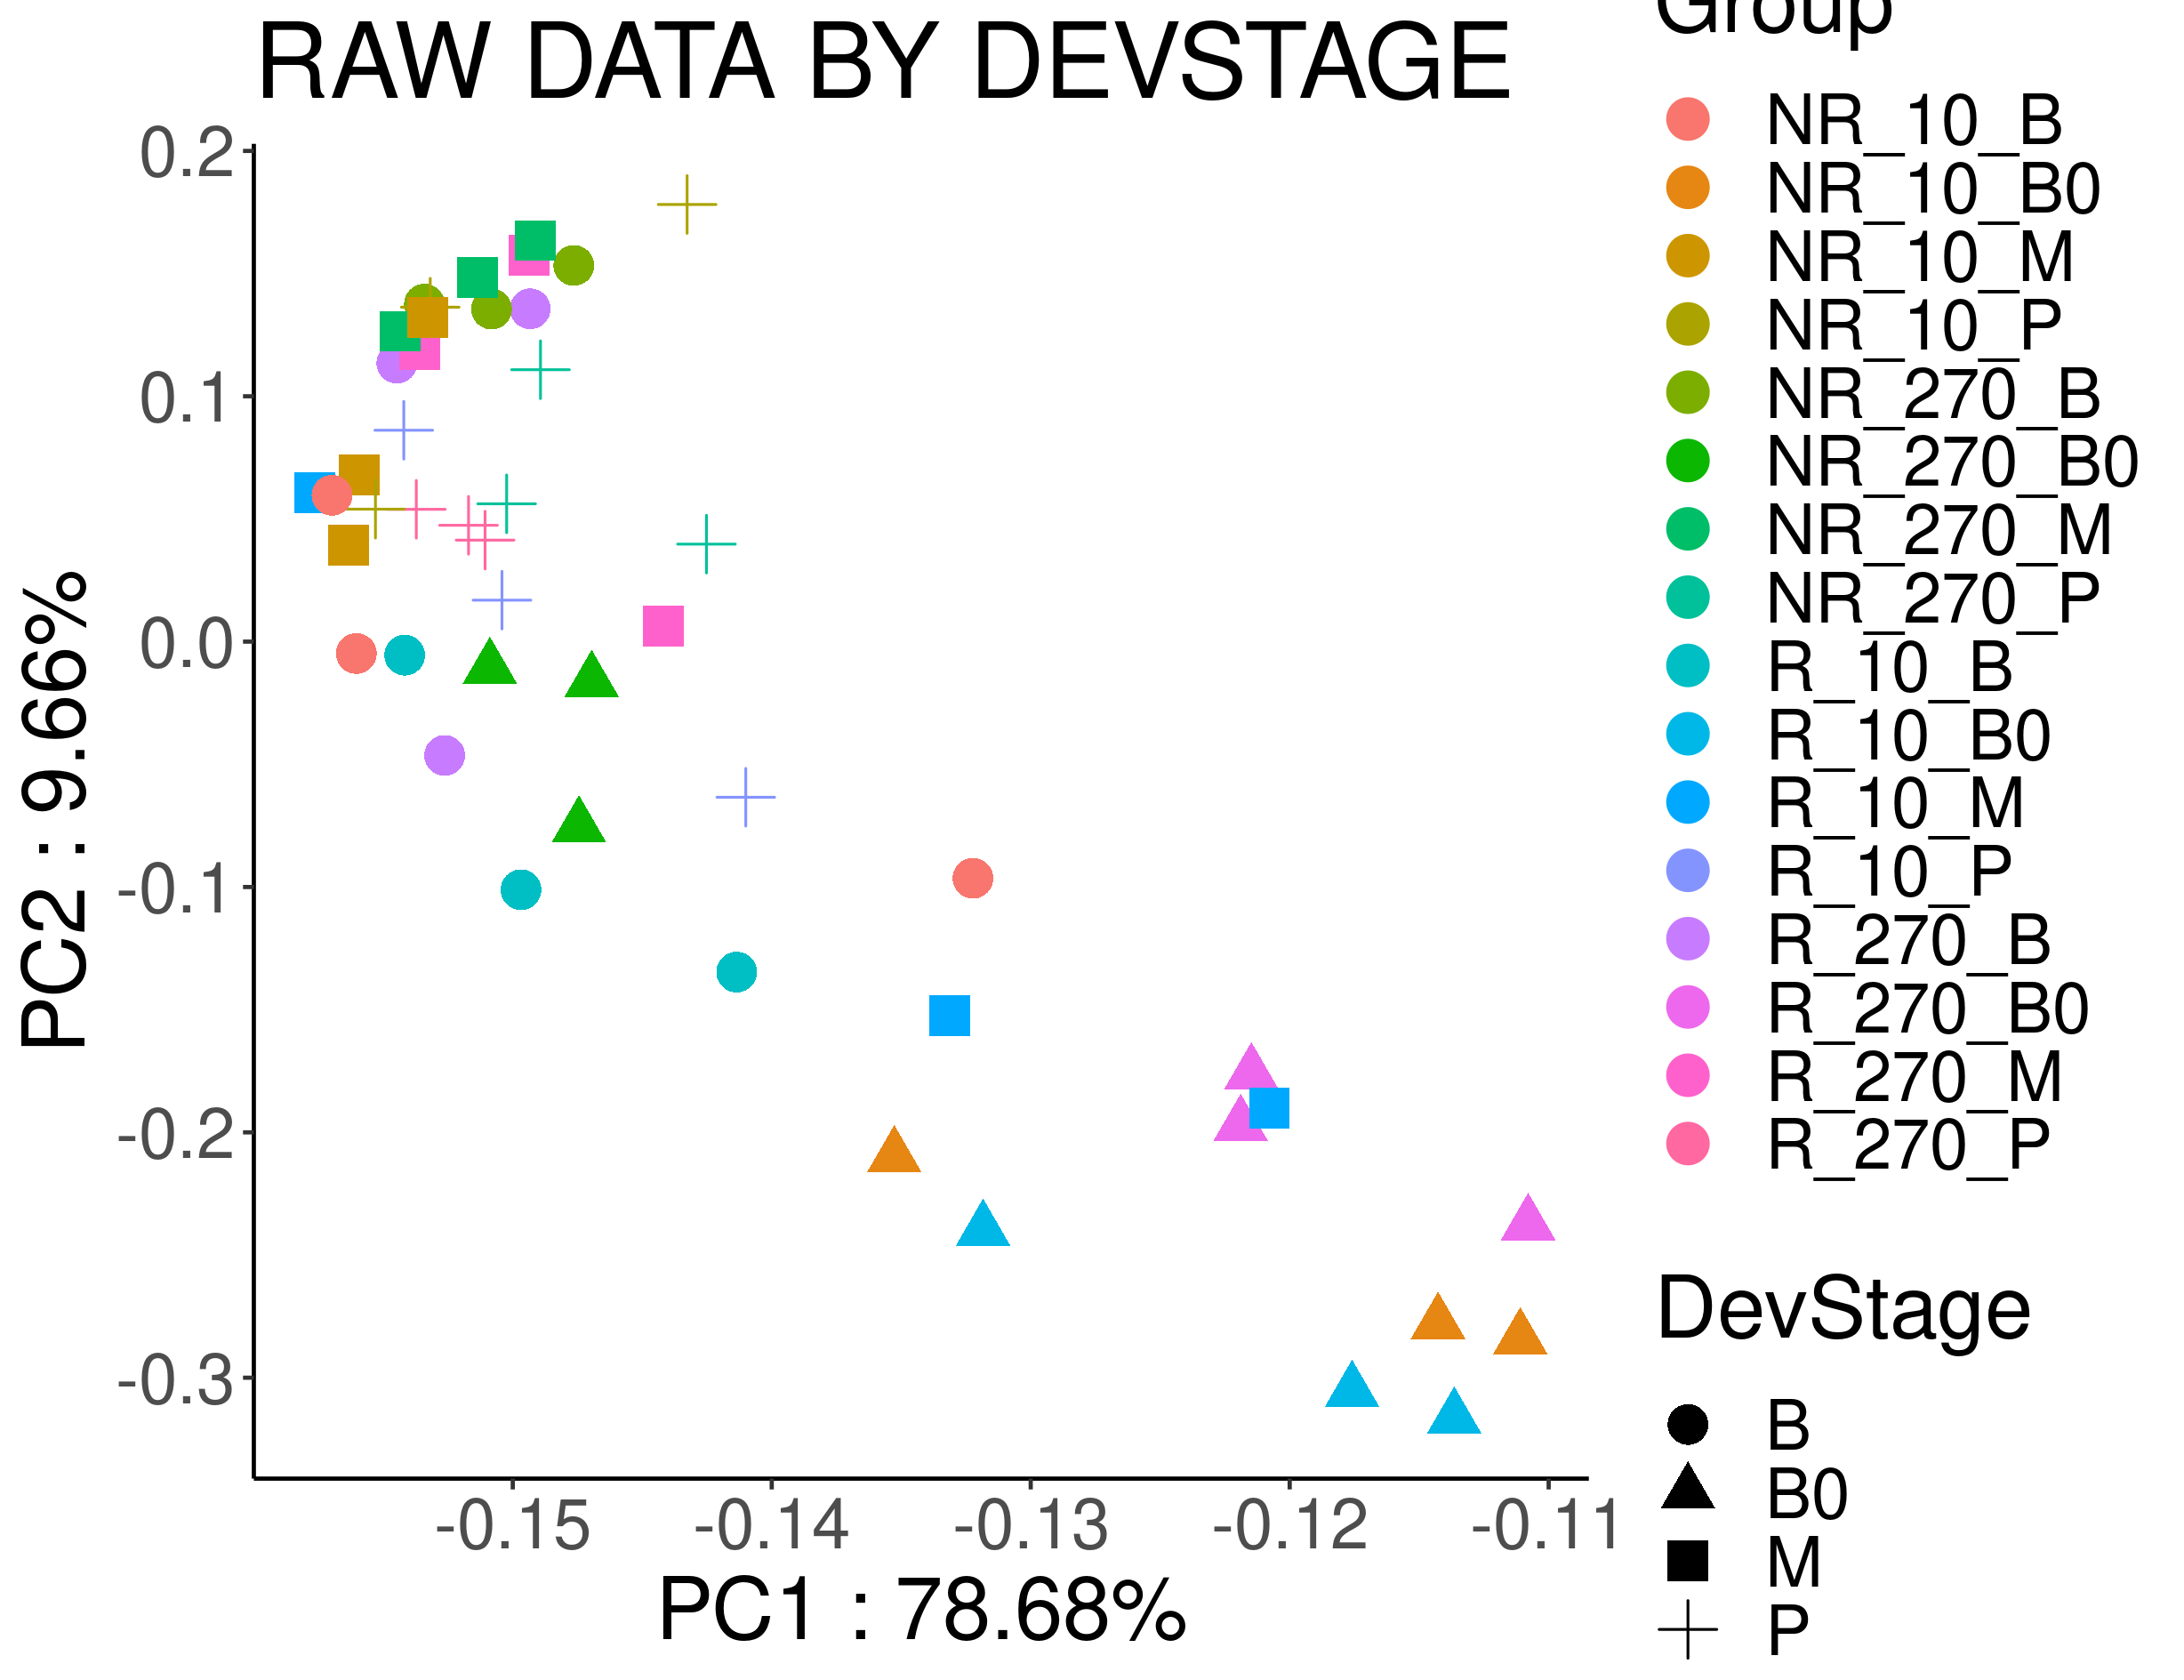 RAW DATA BY DEVSTAGE
0.2
0.1
0.0
-0.1
-0.2
-0.3
PC2 : 9.66%
-0.15 -0.14 -0.13 -0.12 -0.11
PC1 : 78.68%
Group
NR_10_B
NR_10_B0
NR_10_M
NR_10_P
NR_270_B
NR_270_B0
NR_270_M
NR_270_P
R_10_B
R_10_B0
R_10_M
R_10_P
R_270_B
R_270_B0
R_270_M
R_270_P
DevStage
B
B0
M
P